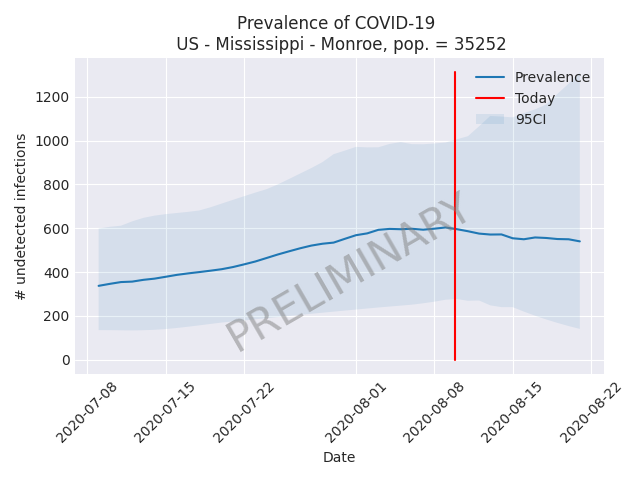 Prevalence of COVID-19
US - Mississippi - Monroe, pop. = 35252
# undetected infections
1200
1000
800
600
400
200
0
Prevalence
Today
95CI
PRELIMINARY
2020-07-08
2020-07-15
2020-07-22
2020-08-01
2020-08-08
2020-08-15
2020-08-22
Date